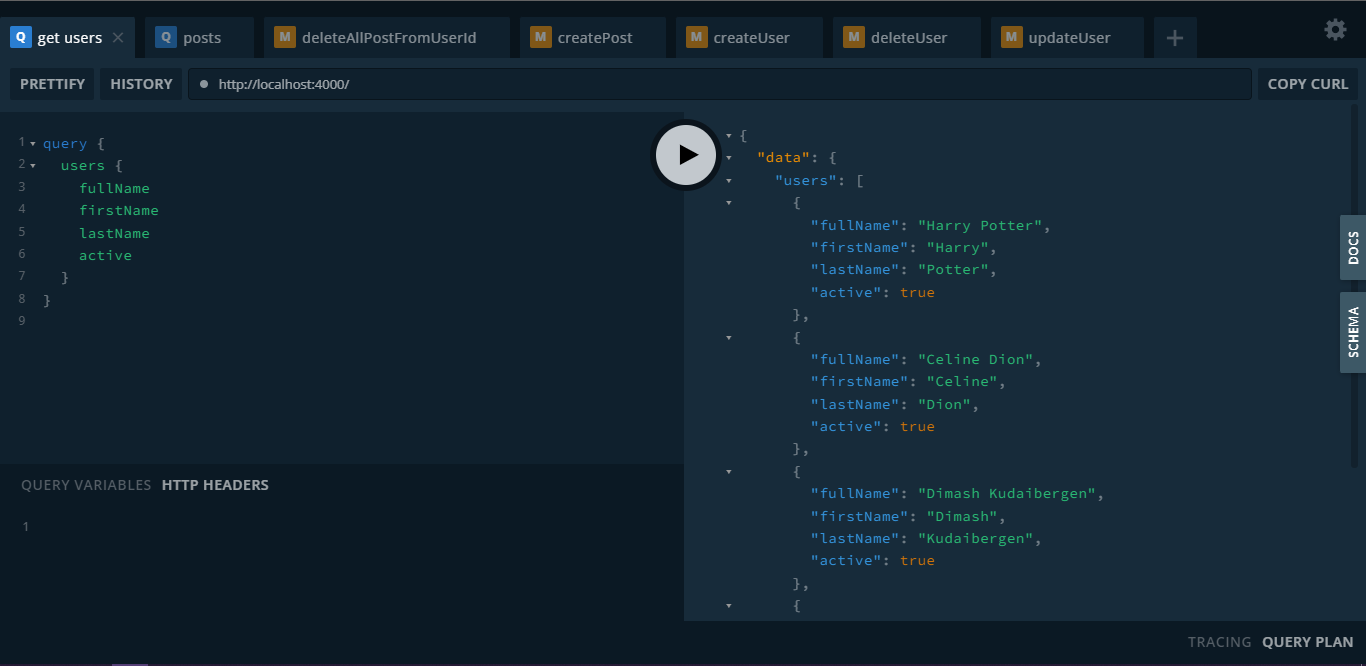 Q get users × Q posts M deleteAllPostFromUserId M createPost M createUser M deleteUser M updateUser +
PRETTIFY HISTORY http://localhost:4000/ COPY CURL
1 query {
2 users {
3 fullName
4 firstName
5 lastName
6 active
7 }
8 }
9
QUERY VARIABLES HTTP HEADERS
1
{
"data": {
"users": [
{
"fullName": "Harry Potter",
"firstName": "Harry",
"lastName": "Potter",
"active": true
},
{
"fullName": "Celine Dion",
"firstName": "Celine",
"lastName": "Dion",
"active": true
},
{
"fullName": "Dimash Kudaibergen",
"firstName": "Dimash",
"lastName": "Kudaibergen",
"active": true
},
{
DOCS
SCHEMA
TRACING QUERY PLAN